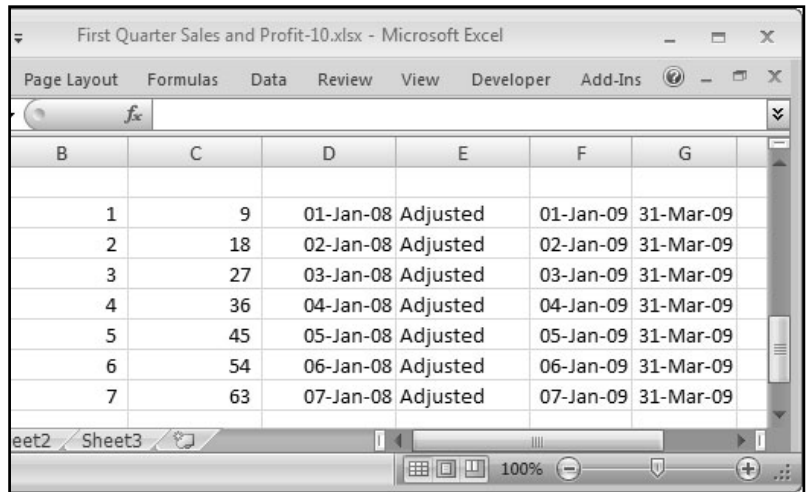 First Quarter Sales and Profit-10.xlsx - Microsoft Excel
Page Layout Formulas Data Review View Developer Add-Ins
fx
B C D E F G
1 9 01-Jan-08 Adjusted 01-Jan-09 31-Mar-09
2 18 02-Jan-08 Adjusted 02-Jan-09 31-Mar-09
3 27 03-Jan-08 Adjusted 03-Jan-09 31-Mar-09
4 36 04-Jan-08 Adjusted 04-Jan-09 31-Mar-09
5 45 05-Jan-08 Adjusted 05-Jan-09 31-Mar-09
6 54 06-Jan-08 Adjusted 06-Jan-09 31-Mar-09
7 63 07-Jan-08 Adjusted 07-Jan-09 31-Mar-09
eet2 Sheet3
100%